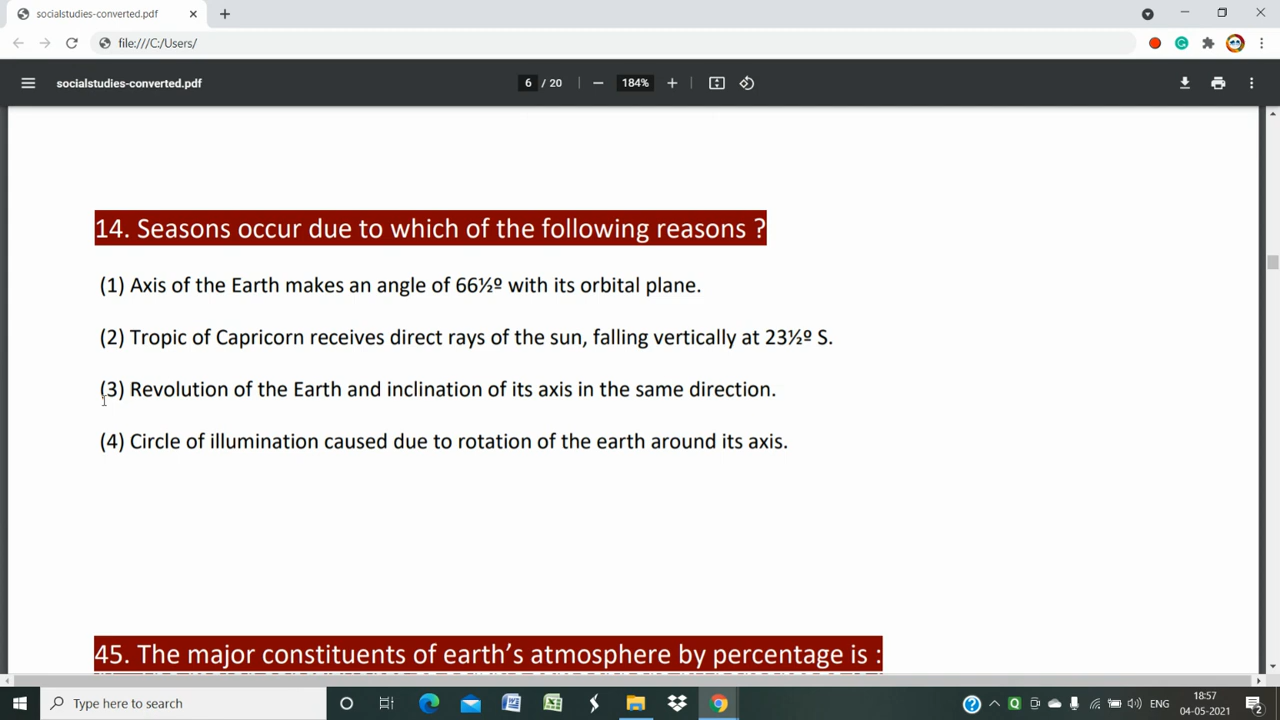 socialstudies-converted.pdf
file:///C:/Users/
socialstudies-converted.pdf
6 / 20
184%
14. Seasons occur due to which of the following reasons ?
(1) Axis of the Earth makes an angle of 66½º with its orbital plane.
(2) Tropic of Capricorn receives direct rays of the sun, falling vertically at 23½º S.
(3) Revolution of the Earth and inclination of its axis in the same direction.
(4) Circle of illumination caused due to rotation of the earth around its axis.
45. The major constituents of earth's atmosphere by percentage is :
Type here to search
ENG
18:57
04-05-2021
2